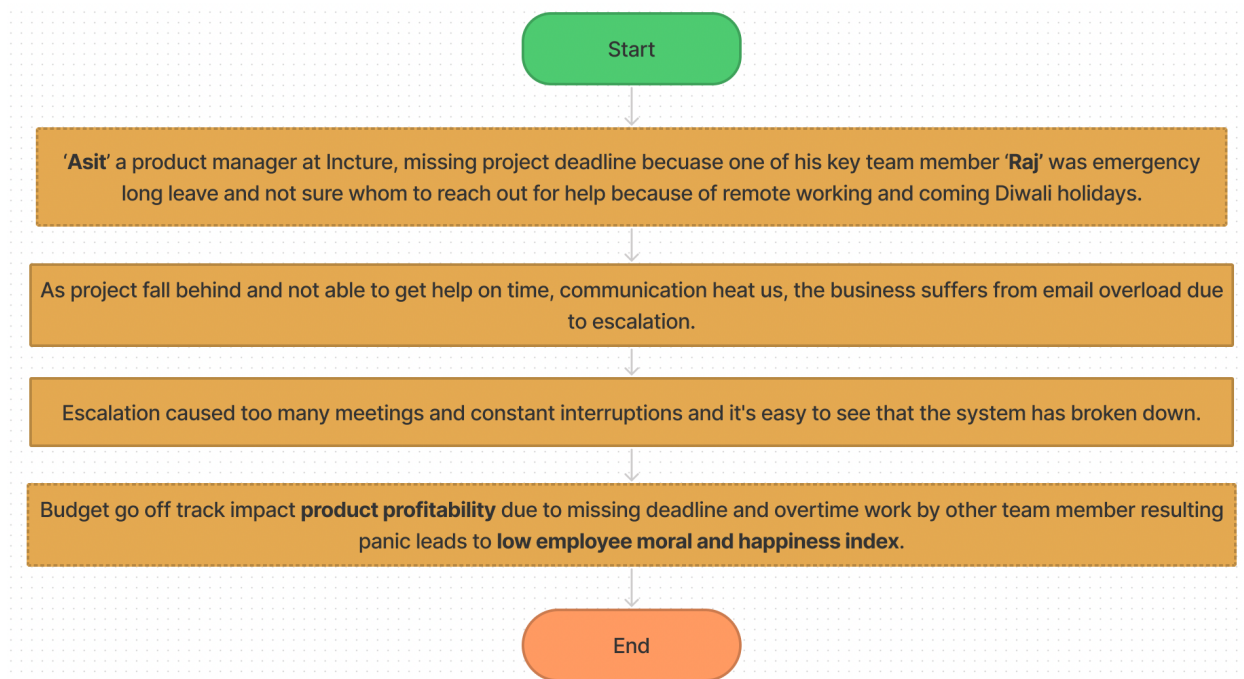 Start
‘Asit’ a product manager at Incture, missing project deadline becuase one of his key team member ‘Raj’ was emergency
long leave and not sure whom to reach out for help because of remote working and coming Diwali holidays.
As project fall behind and not able to get help on time, communication heat us, the business suffers from email overload due
to escalation.
Escalation caused too many meetings and constant interruptions and it's easy to see that the system has broken down.
Budget go off track impact product profitability due to missing deadline and overtime work by other team member resulting
panic leads to low employee moral and happiness index.
End